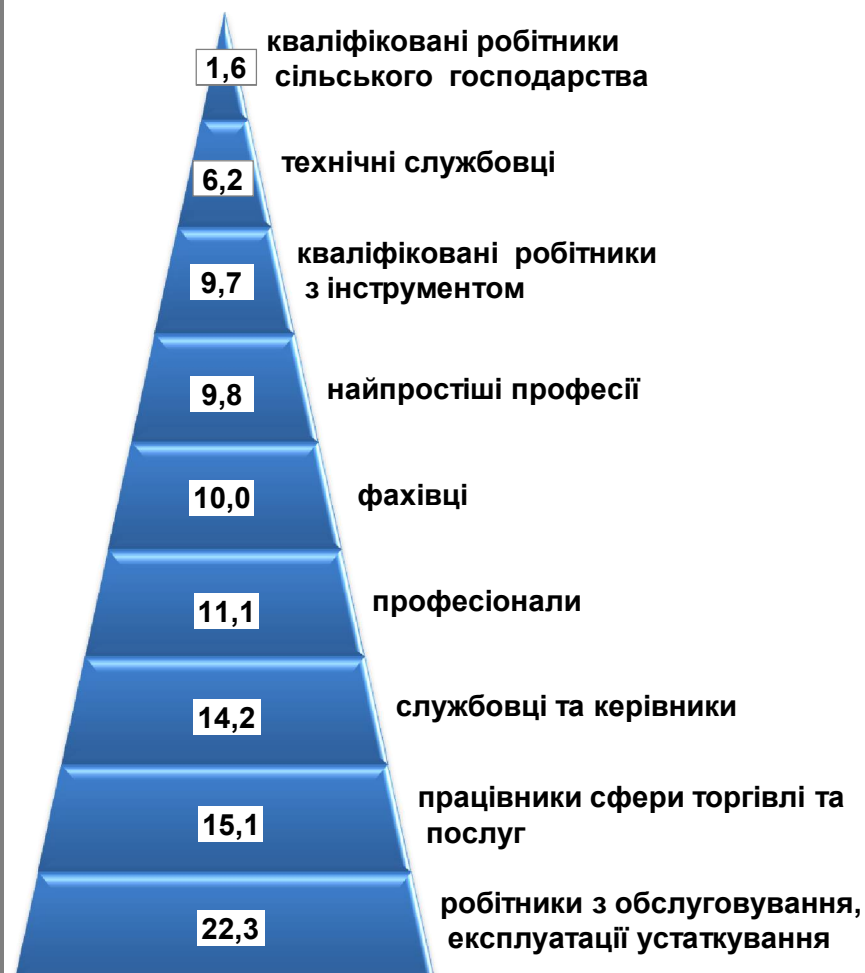 кваліфіковані робітники
1,6
сільського господарства
технічні службовці
6,2
кваліфіковані робітники
9,7
з інструментом
найпростіші професії
9,8
фахівці
10,0
професіонали
11,1
службовці та керівники
14,2
працівники сфери торгівлі та
15,1
послуг
робітники з обслуговування,
22,3
експлуатації устаткування